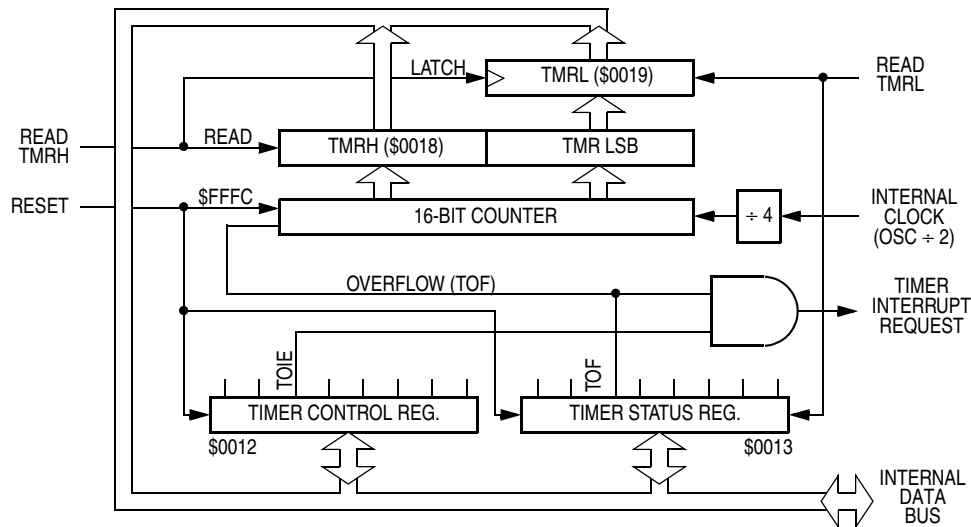 LATCH
TMRL ($0019)
READ
TMRL
READ
TMRH
READ
TMRH ($0018)
TMR LSB
RESET
$FFFC
16-BIT COUNTER
÷ 4
INTERNAL
CLOCK
(OSC ÷ 2)
OVERFLOW (TOF)
TIMER
INTERRUPT
REQUEST
TOIE
TOF
TIMER CONTROL REG.
TIMER STATUS REG.
$0012
$0013
INTERNAL
DATA
BUS